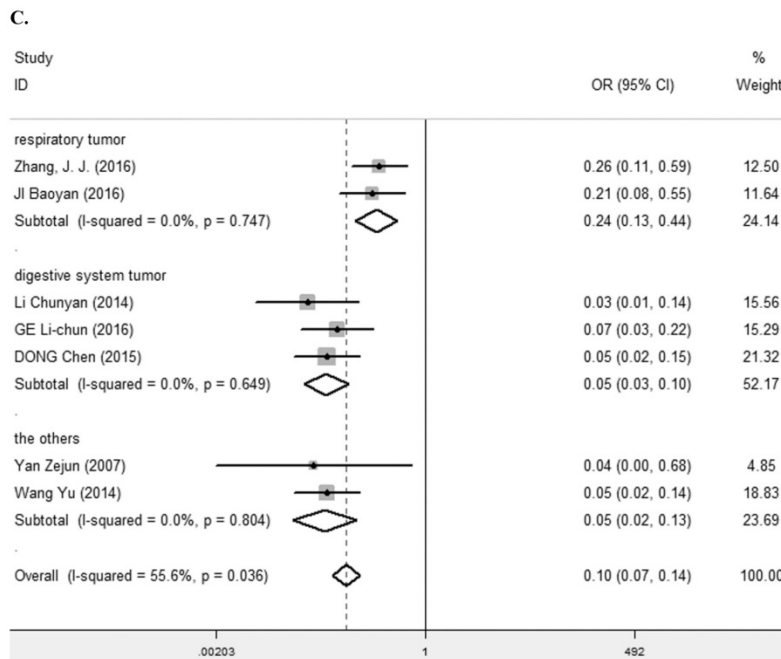 C.
Study %
ID OR (95% CI) Weight
respiratory tumor
Zhang, J. J. (2016) 0.26 (0.11, 0.59) 12.50
JI Baoyan (2016) 0.21 (0.08, 0.55) 11.64
Subtotal (I-squared = 0.0%, p = 0.747) 0.24 (0.13, 0.44) 24.14
.
digestive system tumor
Li Chunyan (2014) 0.03 (0.01, 0.14) 15.56
GE Li-chun (2016) 0.07 (0.03, 0.22) 15.29
DONG Chen (2015) 0.05 (0.02, 0.15) 21.32
Subtotal (I-squared = 0.0%, p = 0.649) 0.05 (0.03, 0.10) 52.17
.
the others
Yan Zejun (2007) 0.04 (0.00, 0.68) 4.85
Wang Yu (2014) 0.05 (0.02, 0.14) 18.83
Subtotal (I-squared = 0.0%, p = 0.804) 0.05 (0.02, 0.13) 23.69
.
Overall (I-squared = 55.6%, p = 0.036) 0.10 (0.07, 0.14) 100.00
.00203 1 492